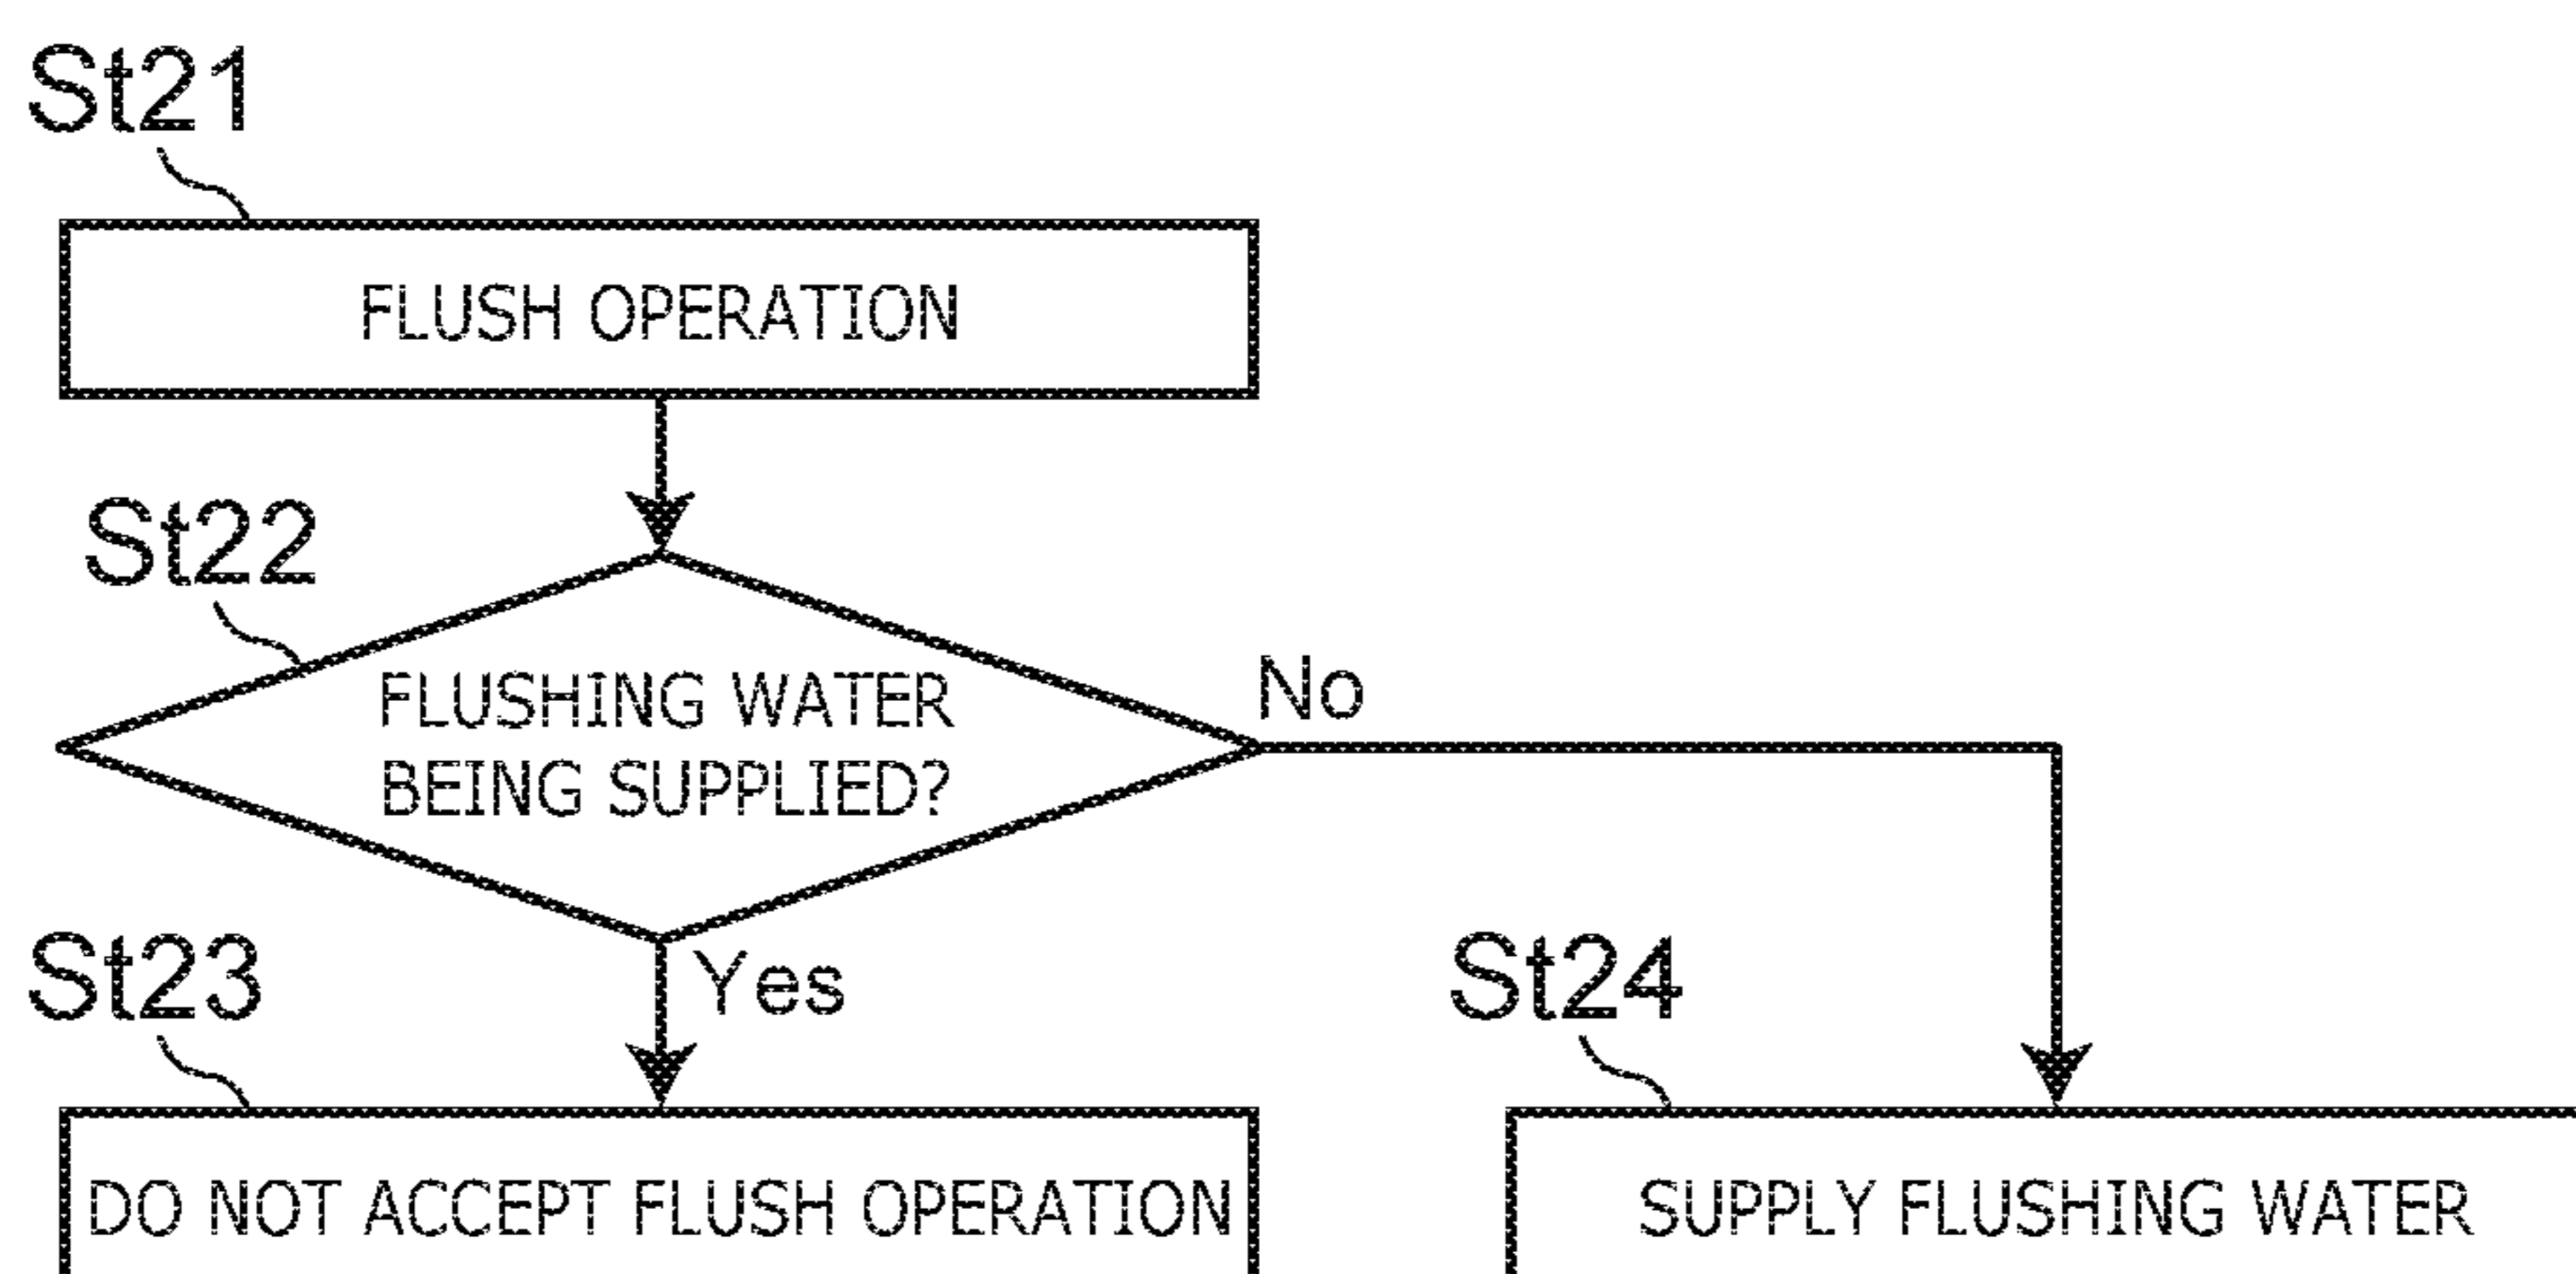 St21
FLUSH OPERATION
St22
FLUSHING WATER
BEING SUPPLIED?
No
Yes
St23
DO NOT ACCEPT FLUSH OPERATION
St24
SUPPLY FLUSHING WATER